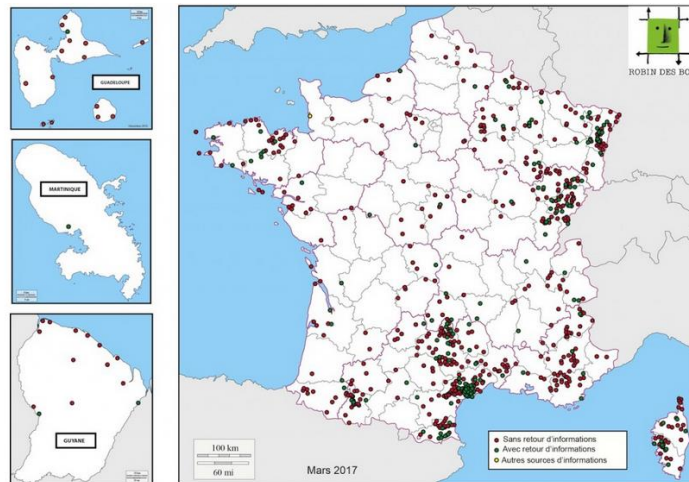 GUADELOUPE
MARTINIQUE
GUYANE
ROBIN DES BO
100 km
60 mi
Mars 2017
Sans retour d'informations
Avec retour d'informations
Autres sources d'informations